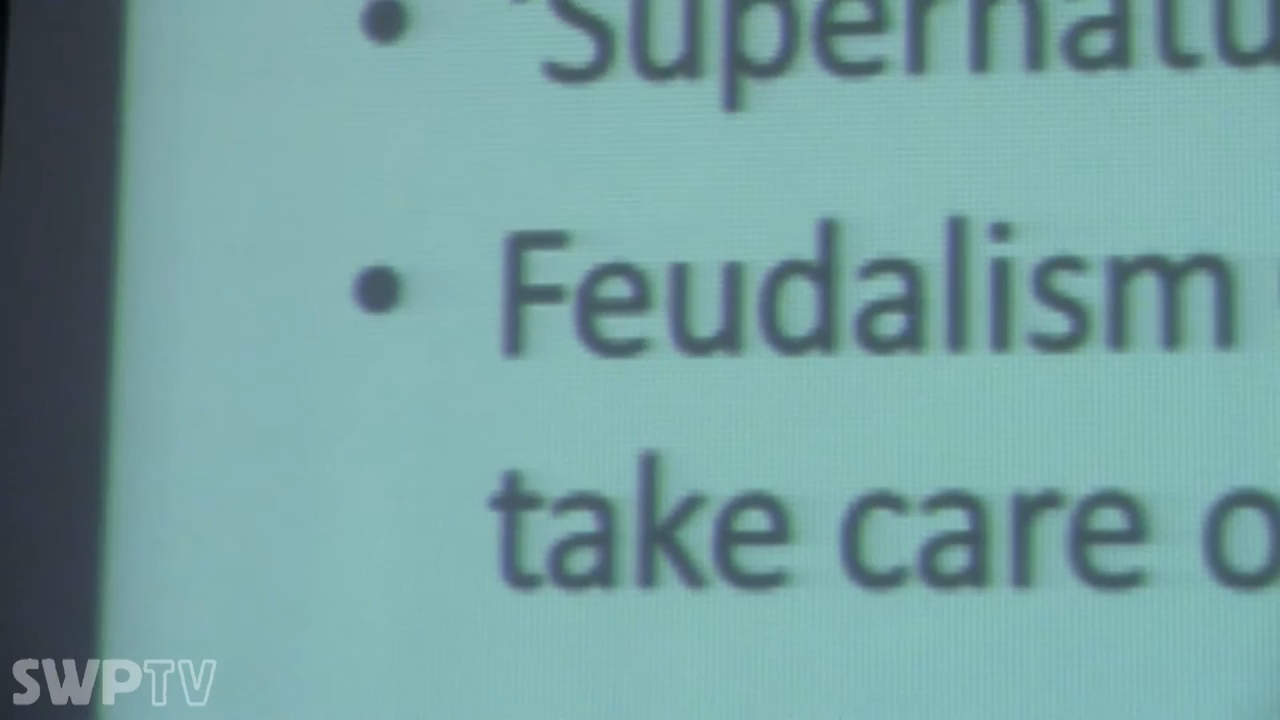 • 'Supernatu
• Feudalism
take care o
SWPTV